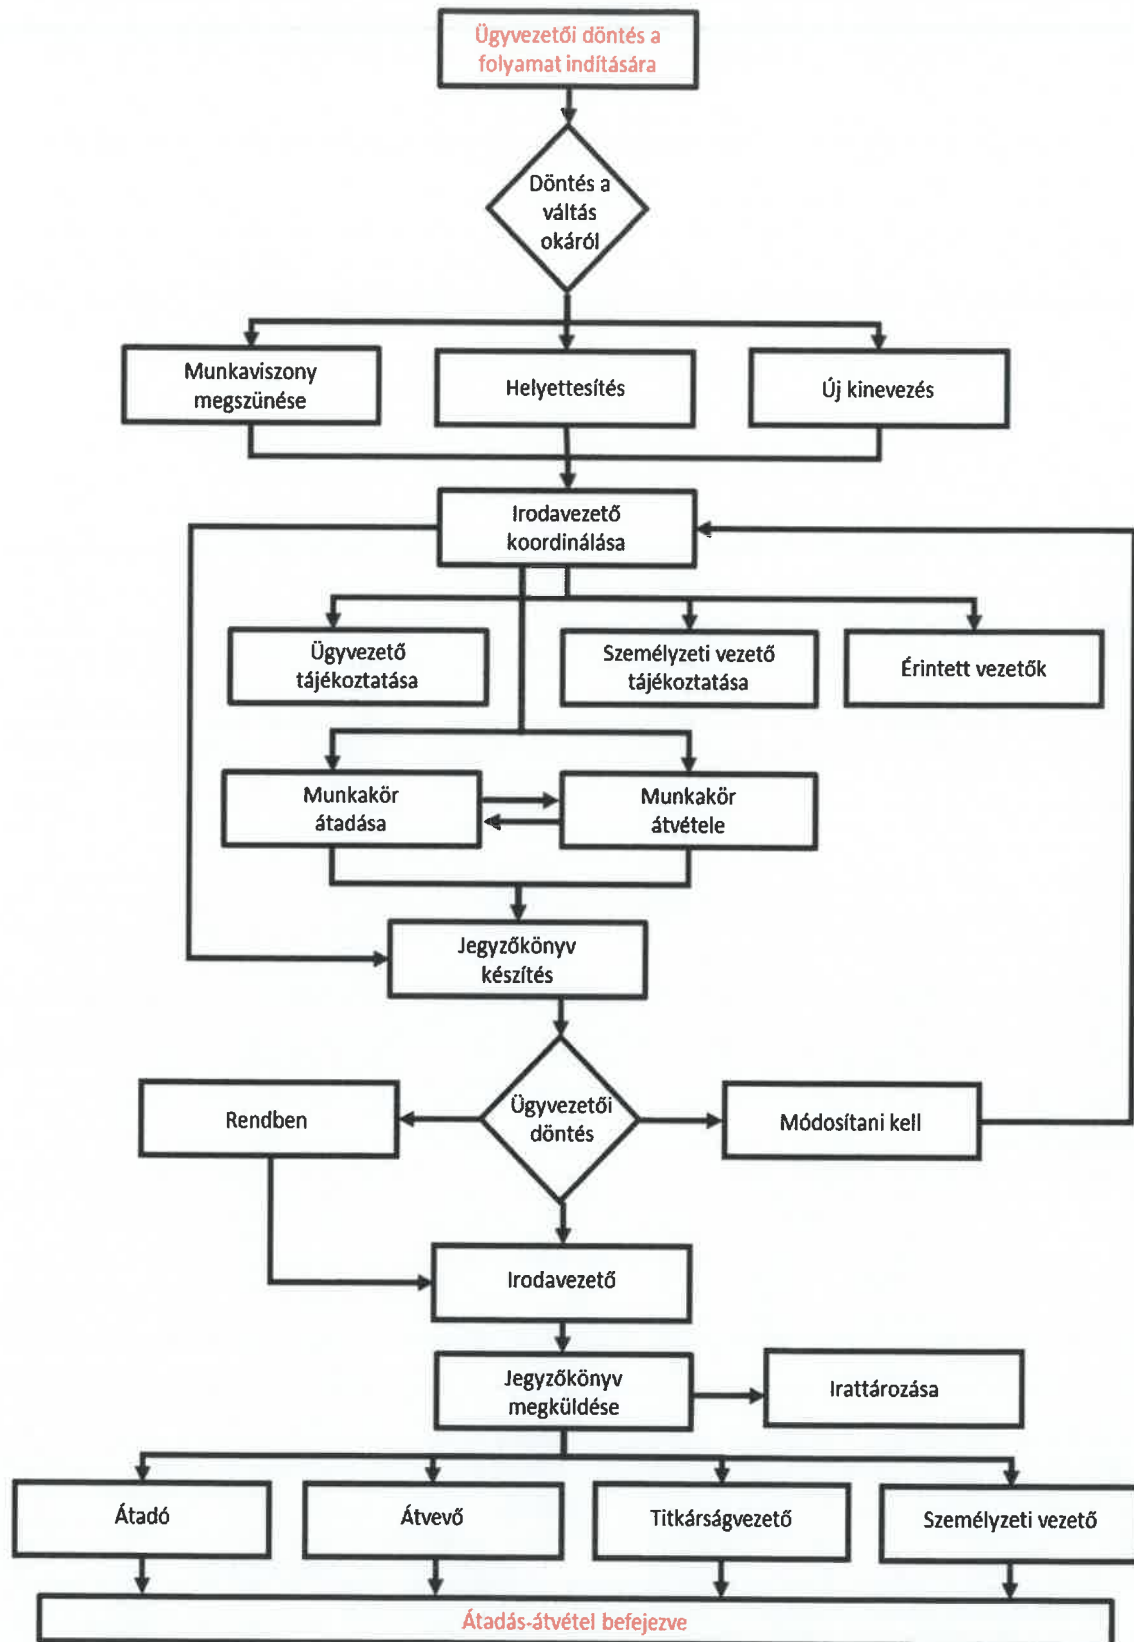 Ügyvezetői döntés a
folyamat indítására
Döntés a
váltás
okáról
Munkaviszony
megszünése
Helyettesítés
Új kinevezés
Irodavezető
koordinálása
Ügyvezető
tájékoztatása
Személyzeti vezető
tájékoztatása
Érintett vezetők
Munkakör
átadása
Munkakör
átvétele
Jegyzőkönyv
készítés
Rendben
Ügyvezetői
döntés
Módosítani kell
Irodavezető
Jegyzőkönyv
megküldése
Irattározása
Átadó
Átvevő
Titkárságvezető
Személyzeti vezető
Átadás-átvétel befejezve